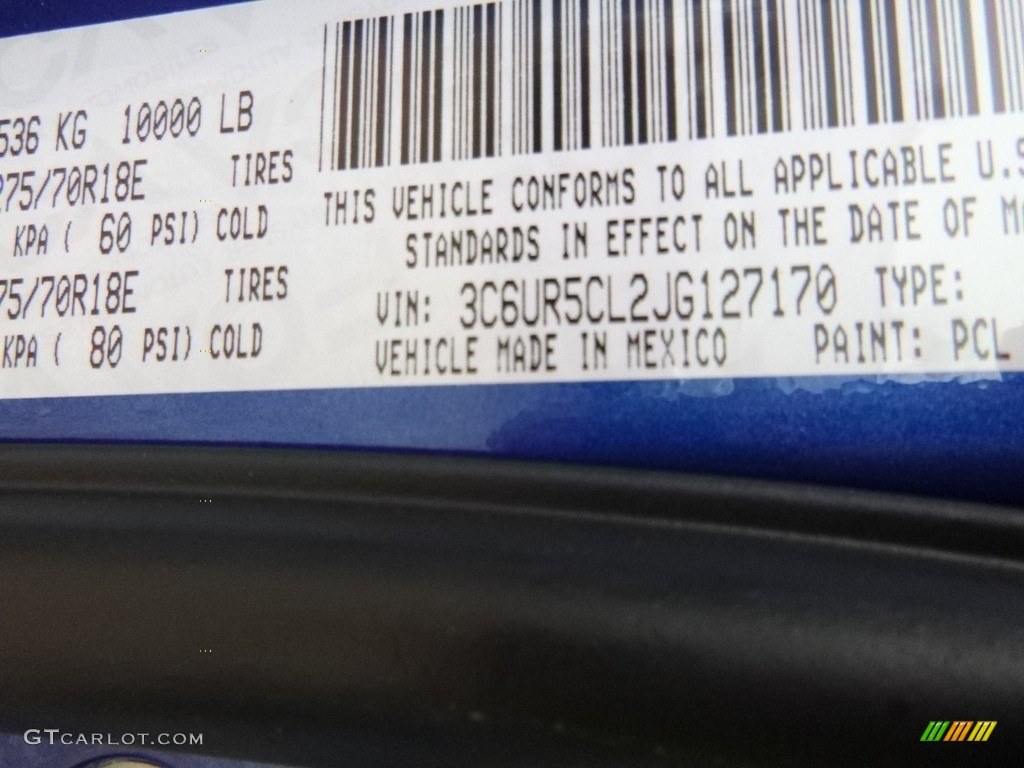 536 KG 10000 LB
275/70R18E TIRES
KPA ( 60 PSI) COLD
75/70R18E TIRES
KPA ( 80 PSI) COLD
THIS VEHICLE CONFORMS TO ALL APPLICABLE U.S
STANDARDS IN EFFECT ON THE DATE OF M
VIN: 3C6UR5CL2JG127170 TYPE:
VEHICLE MADE IN MEXICO PAINT: PCL
GTCARLOT.COM